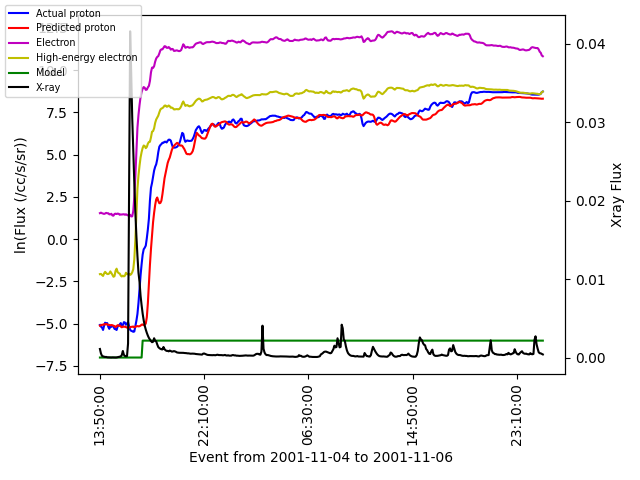 Actual proton
Predicted proton
Electron
High-energy electron
Model
X-ray
7.5
5.0
2.5
0.0
−2.5
−5.0
−7.5
ln(Flux (/cc/s/sr))
0.04
0.03
0.02
0.01
0.00
Xray Flux
13:50:00
22:10:00
06:30:00
14:50:00
23:10:00
Event from 2001-11-04 to 2001-11-06